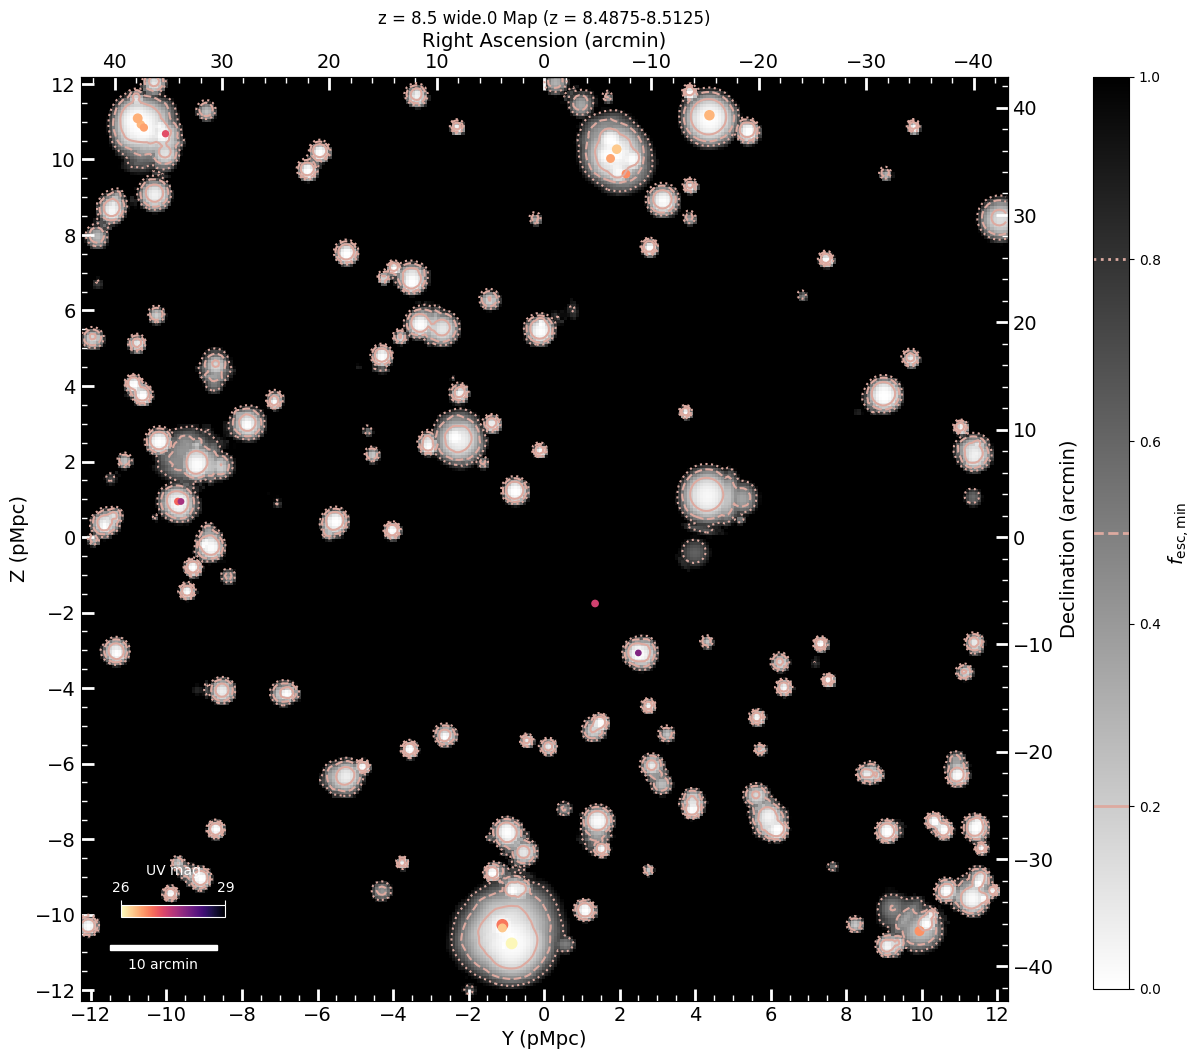 z = 8.5 wide.0 Map (z = 8.4875-8.5125)
Right Ascension (arcmin)
40 30 20 10 0 −10 −20 −30 −40
12 10 8 6 4 2 0 −2 −4 −6 −8 −10 −12
Z (pMpc)
40 30 20 10 0 −10 −20 −30 −40
Declination (arcmin)
1.0 0.8 0.6 0.4 0.2 0.0
fesc, min
UV mag
26 29
10 arcmin
−12 −10 −8 −6 −4 −2 0 2 4 6 8 10 12
Y (pMpc)